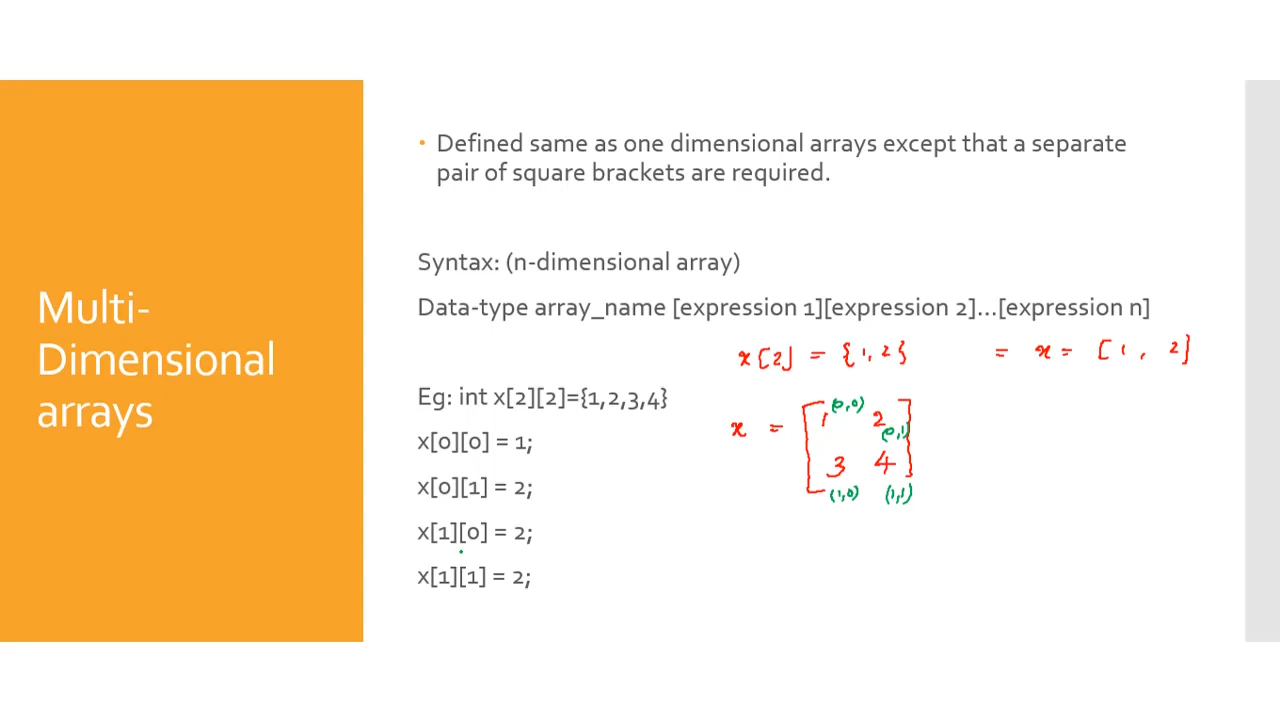 Multi-
Dimensional
arrays
• Defined same as one dimensional arrays except that a separate
pair of square brackets are required.
Syntax: (n-dimensional array)
Data-type array_name [expression 1][expression 2]...[expression n]
x[2] = {1,2} = x = [1, 2]
Eg: int x[2][2]={1,2,3,4}
x[0][0] = 1;
x[0][1] = 2;
x[1][0] = 2;
x[1][1] = 2;
(0,0)
x = [1 2
(0,1)
3 4]
(1,0) (1,1)